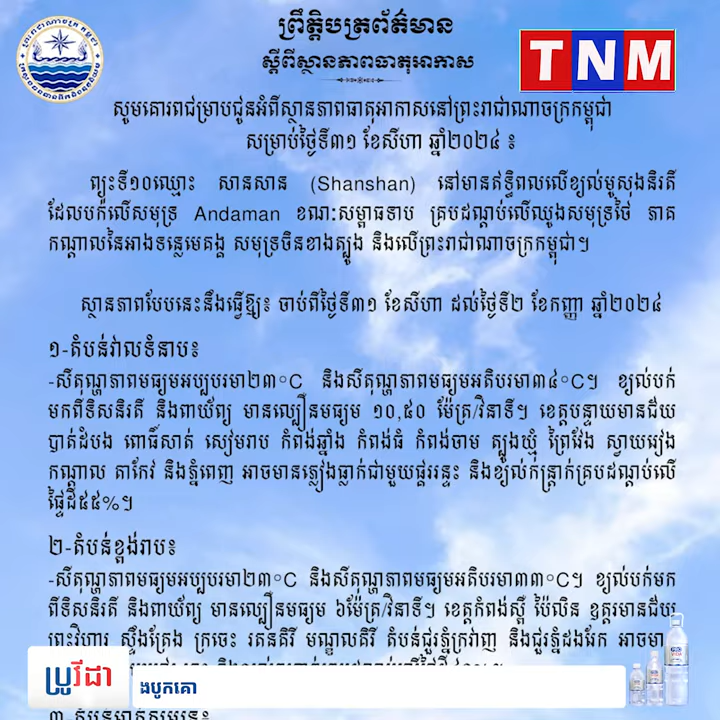 ព្រឹត្តិបត្រព័ត៌មាន
ស្ដីពីស្ថានភាពធាតុអាកាស
TNM
សូមគោរពជម្រាបជូនអំពីស្ថានភាពធាតុអាកាសនៅព្រះរាជាណាចក្រកម្ពុជា
សម្រាប់ថ្ងៃទី៣១ ខែសីហា ឆ្នាំ២០២៤ ៖
ព្យុះទី១០ឈ្មោះ សានសាន (Shanshan) នៅមានឥទ្ធិពលលើខ្យល់មូសុងនិរតី
ដែលបក់លើសមុទ្រ Andaman ខណៈសម្ពាធទាប គ្របដណ្ដប់លើឈូងសមុទ្រថៃ ភាគ
កណ្ដាលនៃអាងទន្លេមេគង្គ សមុទ្រចិនខាងត្បូង និងលើព្រះរាជាណាចក្រកម្ពុជា។
ស្ថានភាពបែបនេះនឹងធ្វើឱ្យ៖ ចាប់ពីថ្ងៃទី៣១ ខែសីហា ដល់ថ្ងៃទី២ ខែកញ្ញា ឆ្នាំ២០២៤
១-តំបន់វាលទំនាប៖
-សីតុណ្ហភាពមធ្យមអប្បបរមា២៣°C និងសីតុណ្ហភាពមធ្យមអតិបរមា៣៤°C។ ខ្យល់បក់
មកពីទិសនិរតី និងពាយ័ព្យ មានល្បឿនមធ្យម ១០,៥០ ម៉ែត្រ/វិនាទី។ ខេត្តបន្ទាយមានជ័យ
បាត់ដំបង ពោធិ៍សាត់ សៀមរាប កំពង់ឆ្នាំង កំពង់ធំ កំពង់ចាម ត្បូងឃ្មុំ ព្រៃវែង ស្វាយរៀង
កណ្ដាល តាកែវ និងភ្នំពេញ អាចមានភ្លៀងធ្លាក់ជាមួយផ្គររន្ទះ និងខ្យល់កន្ត្រាក់គ្របដណ្ដប់លើ
ផ្ទៃដី៥៥%។
២-តំបន់ខ្ពង់រាប៖
-សីតុណ្ហភាពមធ្យមអប្បបរមា២៣°C និងសីតុណ្ហភាពមធ្យមអតិបរមា៣៣°C។ ខ្យល់បក់មក
ពីទិសនិរតី និងពាយ័ព្យ មានល្បឿនមធ្យម ៦ម៉ែត្រ/វិនាទី។ ខេត្តកំពង់ស្ពឺ ប៉ៃលិន ឧត្តរមានជ័យ
ព្រះវិហារ ស្ទឹងត្រែង ក្រចេះ រតនគិរី មណ្ឌលគិរី តំបន់ជួរភ្នំក្រវាញ និងជួរភ្នំដងរែក អាចមាន
ប្រូវីដា
ងបូកគោ